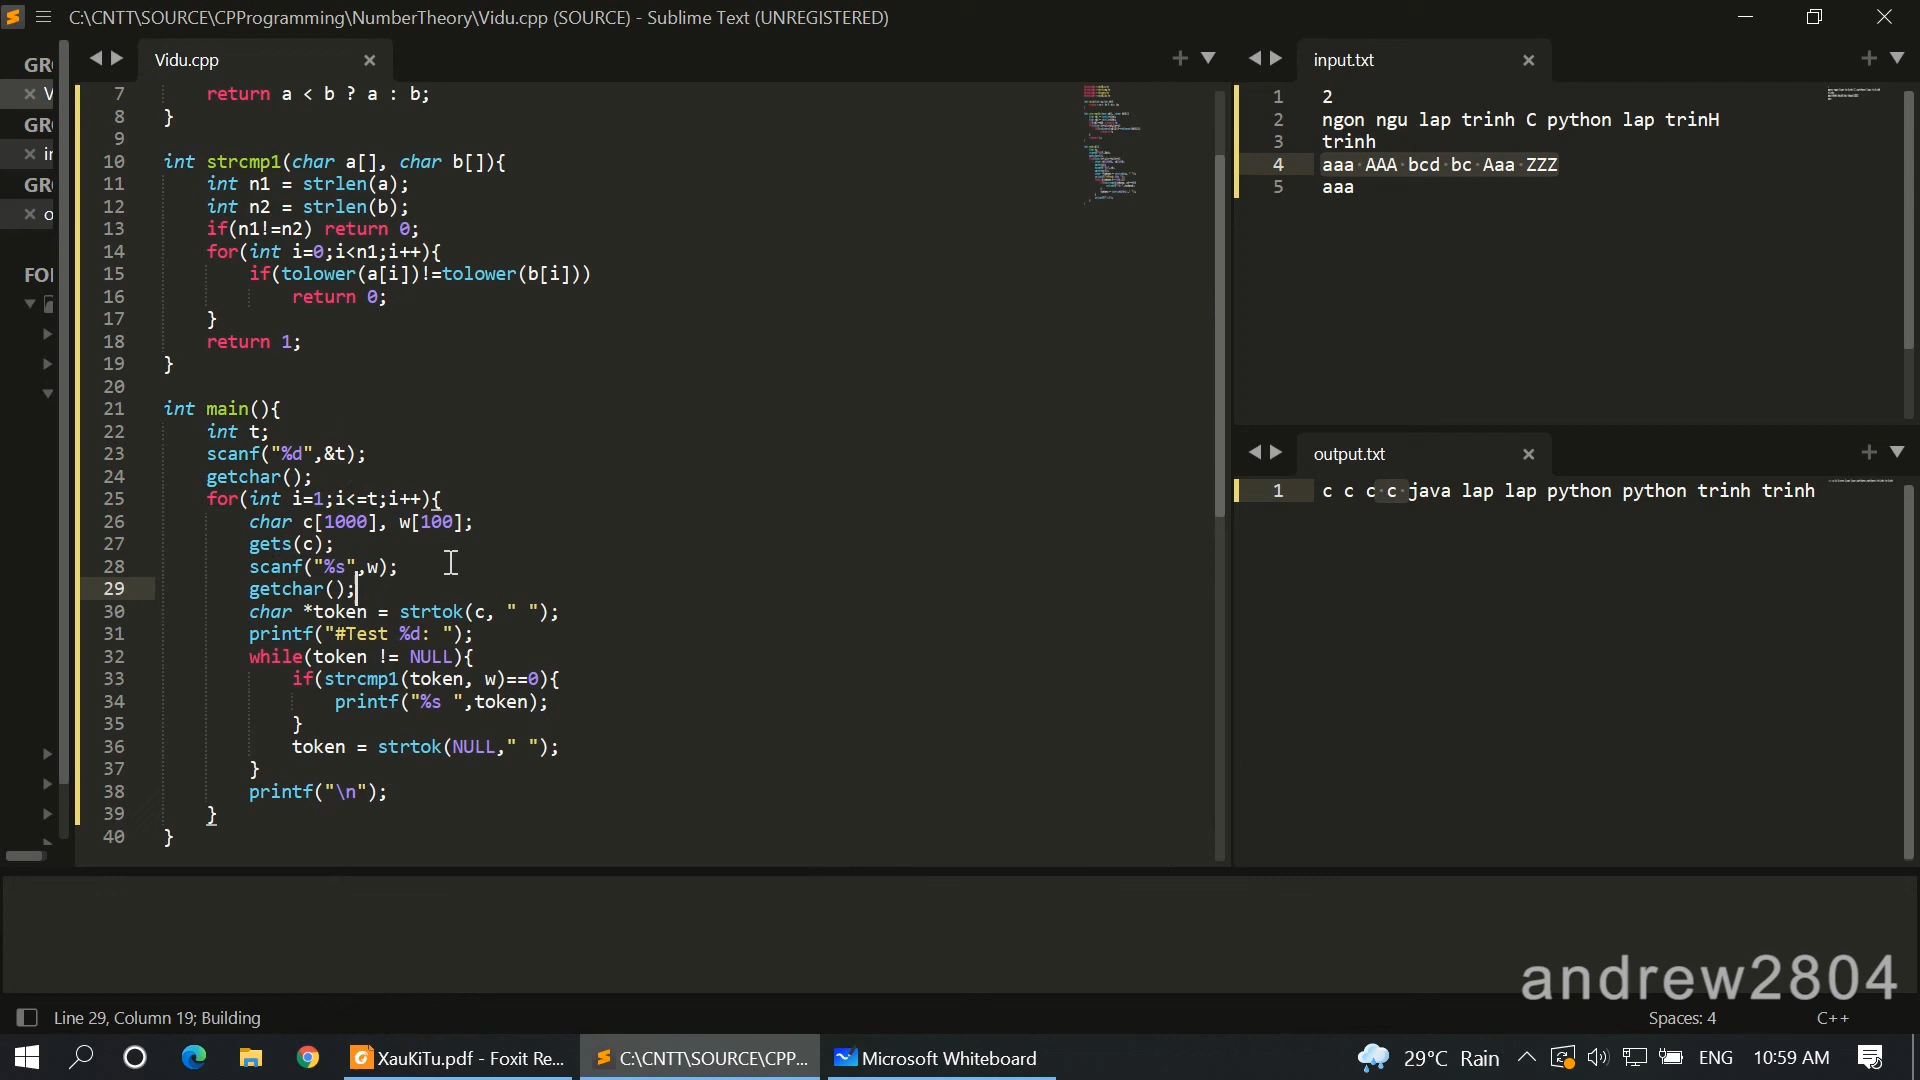 C:\CNTT\SOURCE\CPProgramming\NumberTheory\Vidu.cpp (SOURCE) - Sublime Text (UNREGISTERED)
GR
V
GR
GR
FO
Vidu.cpp
7 return a < b ? a : b;
8 }
9
10 int strcmp1(char a[], char b[]){
11 int n1 = strlen(a);
12 int n2 = strlen(b);
13 if(n1!=n2) return 0;
14 for(int i=0;i<n1;i++){
15 if(tolower(a[i])!=tolower(b[i]))
16 return 0;
17 }
18 return 1;
19 }
20
21 int main(){
22 int t;
23 scanf("%d",&t);
24 getchar();
25 for(int i=1;i<=t;i++){
26 char c[1000], w[100];
27 gets(c);
28 scanf("%s",w);
29 getchar();
30 char *token = strtok(c, " ");
31 printf("#Test %d: ");
32 while(token != NULL){
33 if(strcmp1(token, w)==0){
34 printf("%s ",token);
35 }
36 token = strtok(NULL," ");
37 }
38 printf("\n");
39 }
40 }
input.txt
1 2
2 ngon ngu lap trinh C python lap trinH
3 trinh
4 aaa AAA bcd bc Aaa ZZZ
5 aaa
output.txt
1 c c c c java lap lap python python trinh trinh
andrew2804
Line 29, Column 19; Building
Spaces: 4
C++
XauKiTu.pdf - Foxit Re...
C:\CNTT\SOURCE\CPP...
Microsoft Whiteboard
29°C Rain
ENG
10:59 AM